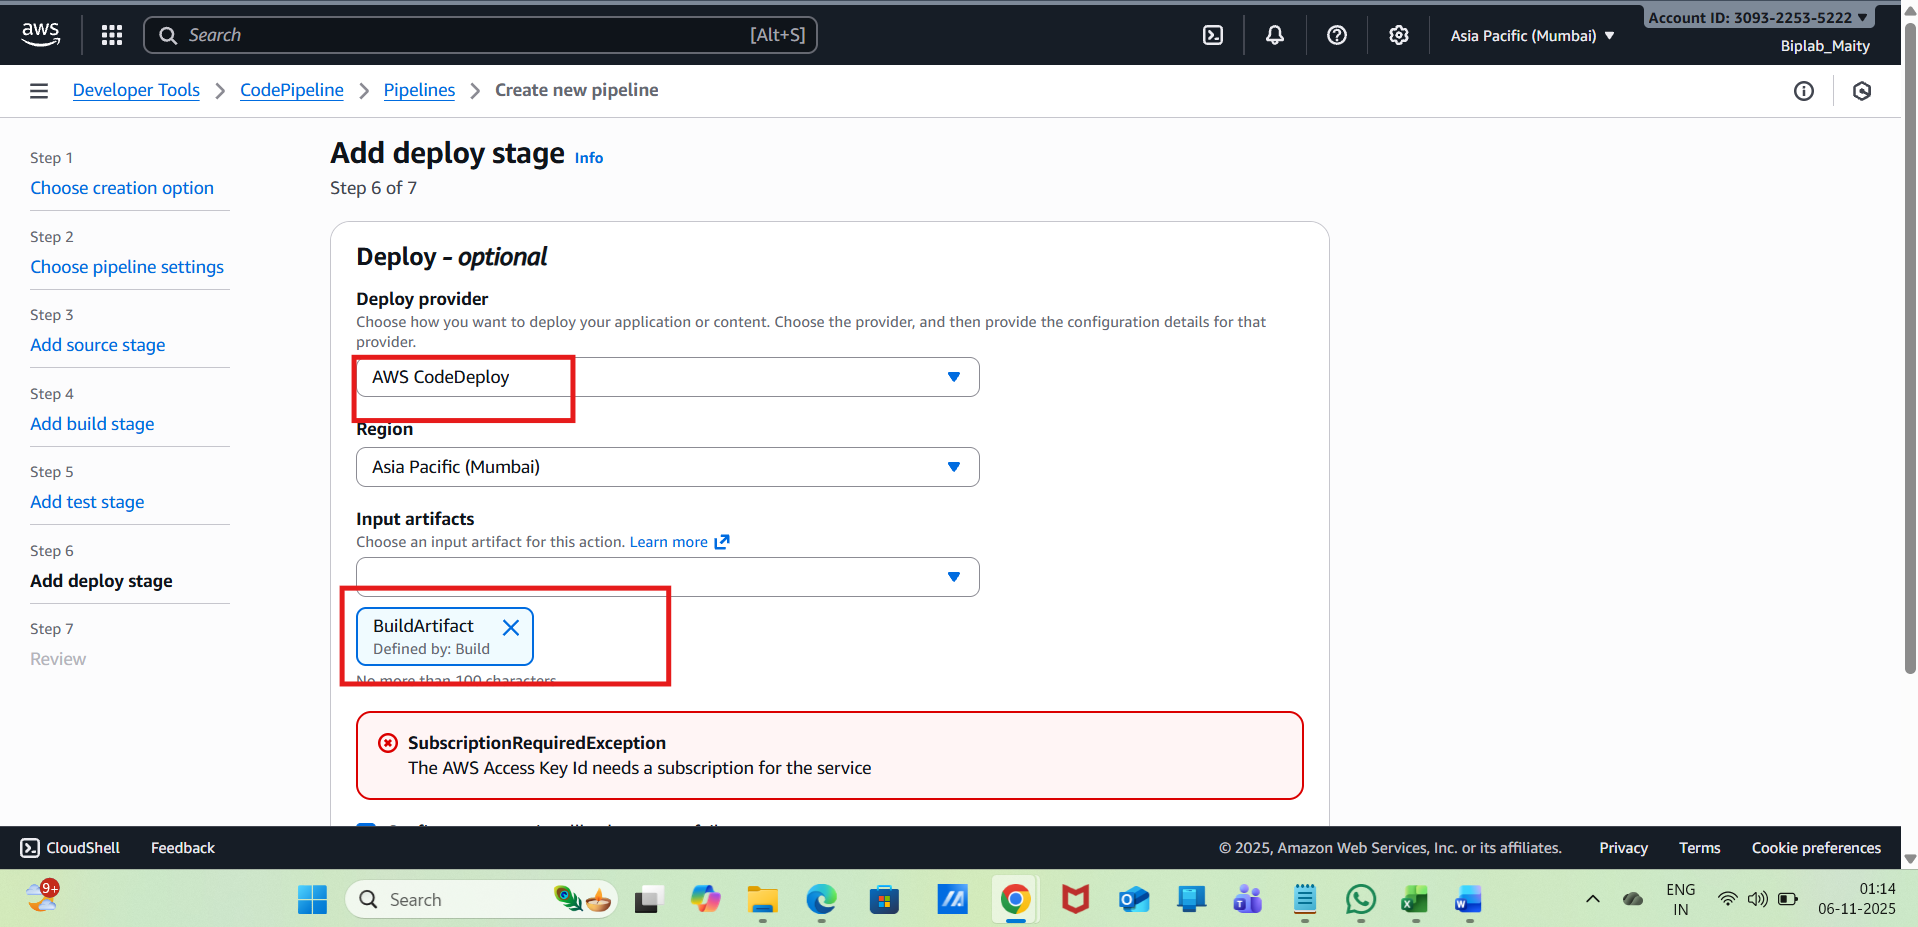 aws
Search
[Alt+S]
Asia Pacific (Mumbai)
Account ID: 3093-2253-5222
Biplab_Maity
Developer Tools
CodePipeline
Pipelines
Create new pipeline
Step 1
Choose creation option
Step 2
Choose pipeline settings
Step 3
Add source stage
Step 4
Add build stage
Step 5
Add test stage
Step 6
Add deploy stage
Step 7
Review
Add deploy stage Info
Step 6 of 7
Deploy - optional
Deploy provider
Choose how you want to deploy your application or content. Choose the provider, and then provide the configuration details for that
provider.
AWS CodeDeploy
Region
Asia Pacific (Mumbai)
Input artifacts
Choose an input artifact for this action. Learn more
BuildArtifact
Defined by: Build
No more than 100 characters
SubscriptionRequiredException
The AWS Access Key Id needs a subscription for the service
CloudShell
Feedback
© 2025, Amazon Web Services, Inc. or its affiliates.
Privacy
Terms
Cookie preferences
9+
Search
ENG
IN
01:14
06-11-2025